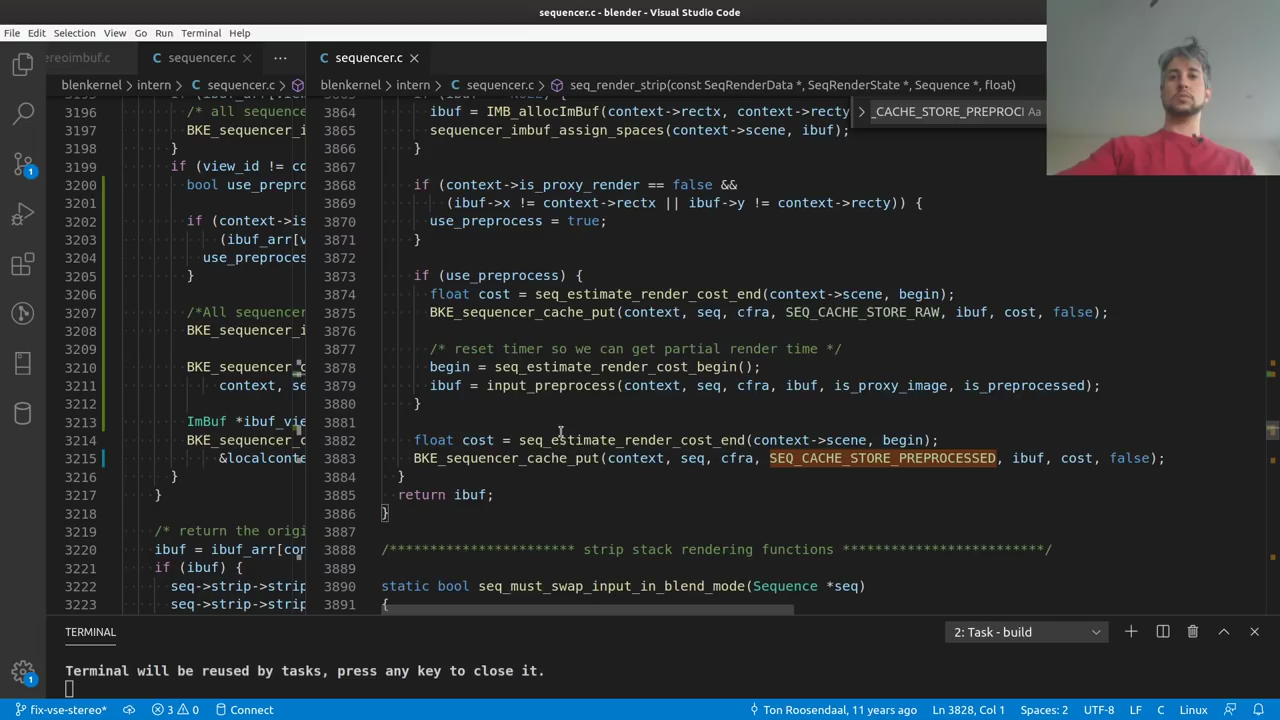 sequencer.c - blender - Visual Studio Code
File Edit Selection View Go Run Terminal Help
ereoimbuf.c C sequencer.c × ··· C sequencer.c ×
blenkernel › intern › C sequencer.c › blenkernel › intern › C sequencer.c › seq_render_strip(const SeqRenderData *, SeqRenderState *, Sequence *, float)
_CACHE_STORE_PREPROCI Aa
3195
3196 /* all sequence
3197 BKE_sequencer_i
3198 }
3199 if (view_id != co
3200 bool use_prepro
3201
3202 if (context->is
3203 (ibuf_arr[v
3204 use_preproces
3205 }
3206
3207 /*All sequencer
3208 BKE_sequencer_i
3209
3210 BKE_sequencer_c
3211 context, se
3212
3213 ImBuf *ibuf_vie
3214 BKE_sequencer_c
3215 &localconte
3216 }
3217 }
3218
3219 /* return the origi
3220 ibuf = ibuf_arr[con
3221 if (ibuf) {
3222 seq->strip->strip
3223 seq->strip->strip
3864 ibuf = IMB_allocImBuf(context->rectx, context->recty
3865 sequencer_imbuf_assign_spaces(context->scene, ibuf);
3866 }
3867
3868 if (context->is_proxy_render == false &&
3869 (ibuf->x != context->rectx || ibuf->y != context->recty)) {
3870 use_preprocess = true;
3871 }
3872
3873 if (use_preprocess) {
3874 float cost = seq_estimate_render_cost_end(context->scene, begin);
3875 BKE_sequencer_cache_put(context, seq, cfra, SEQ_CACHE_STORE_RAW, ibuf, cost, false);
3876
3877 /* reset timer so we can get partial render time */
3878 begin = seq_estimate_render_cost_begin();
3879 ibuf = input_preprocess(context, seq, cfra, ibuf, is_proxy_image, is_preprocessed);
3880 }
3881
3882 float cost = seq_estimate_render_cost_end(context->scene, begin);
3883 BKE_sequencer_cache_put(context, seq, cfra, SEQ_CACHE_STORE_PREPROCESSED, ibuf, cost, false);
3884 }
3885 return ibuf;
3886 }
3887
3888 /*********************** strip stack rendering functions *************************/
3889
3890 static bool seq_must_swap_input_in_blend_mode(Sequence *seq)
3891 {
TERMINAL 2: Task - build
Terminal will be reused by tasks, press any key to close it.
fix-vse-stereo* 3 0 Connect Ton Roosendaal, 11 years ago Ln 3828, Col 1 Spaces: 2 UTF-8 LF C Linux